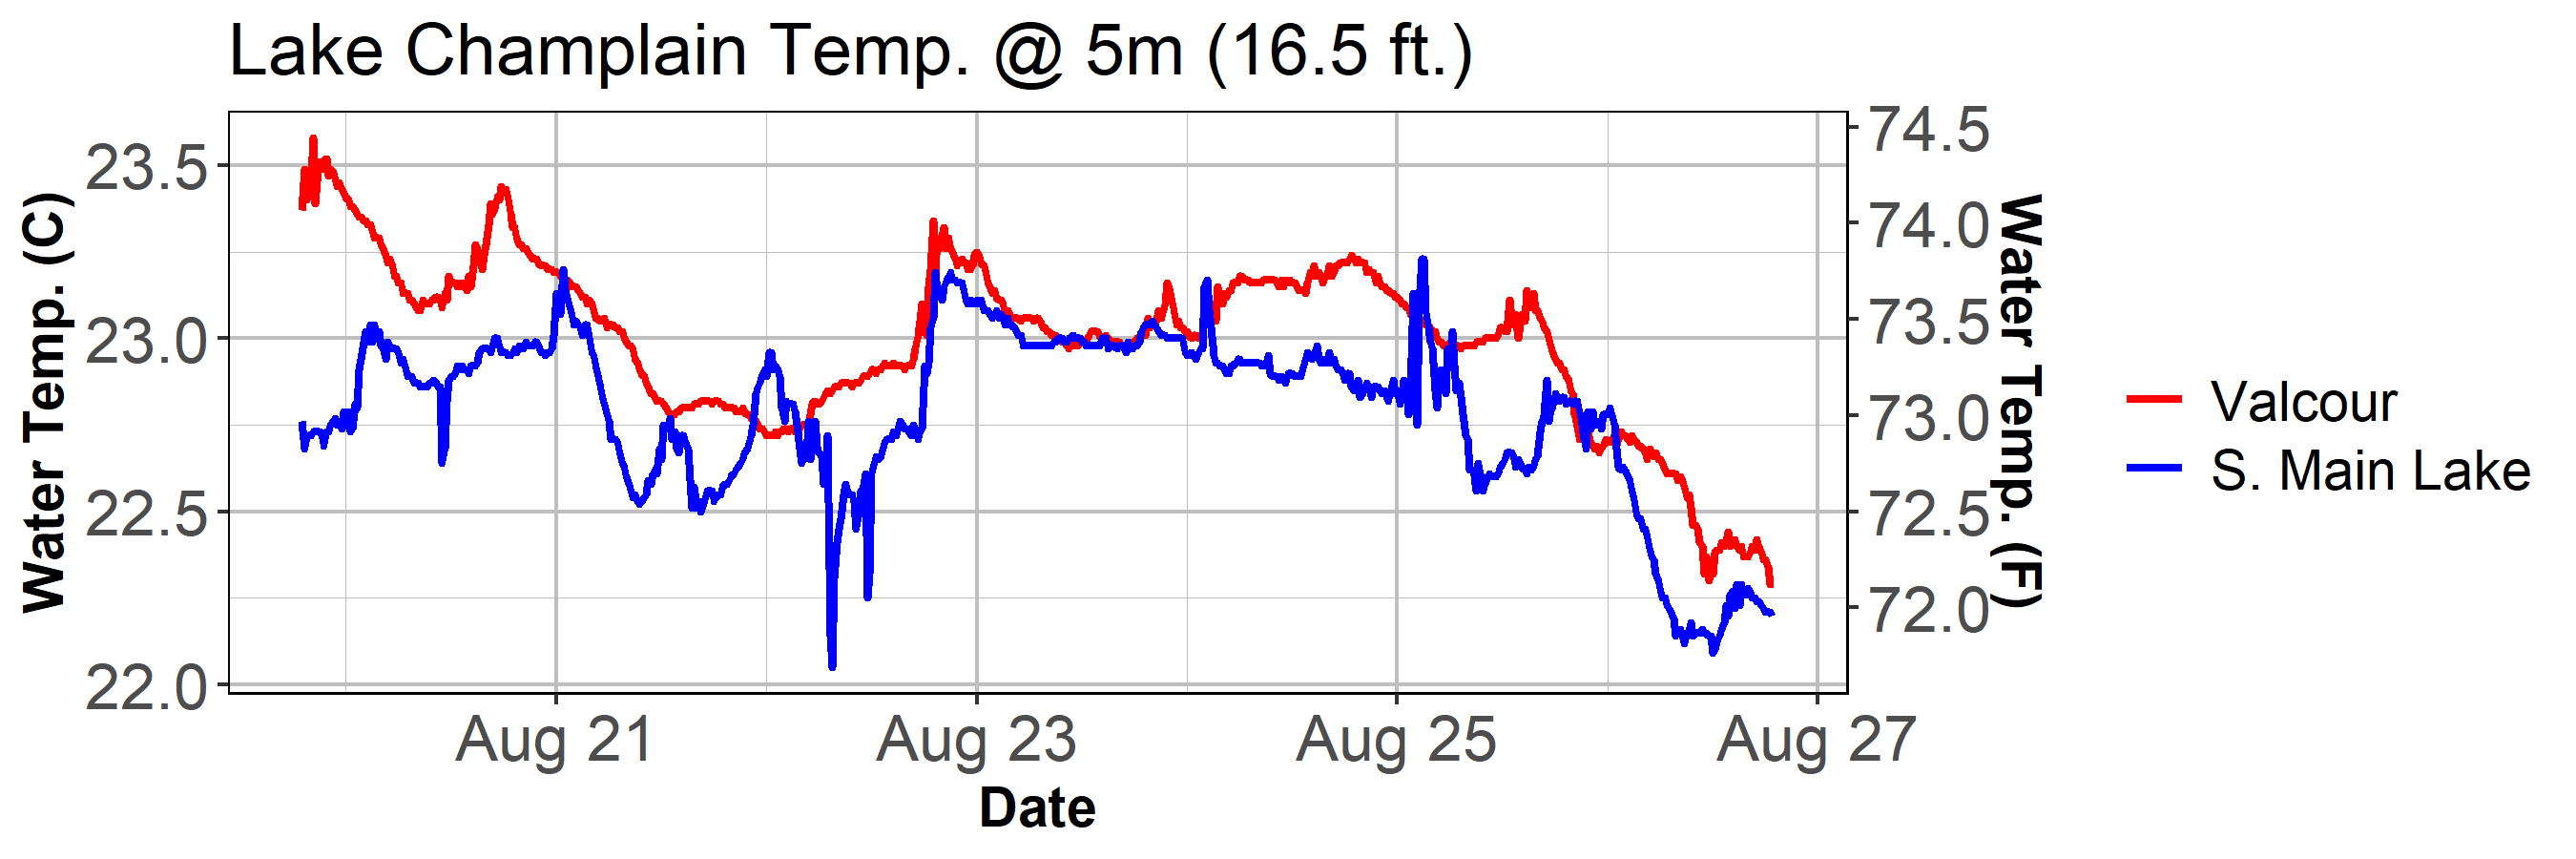 Lake Champlain Temp. @ 5m (16.5 ft.)
Water Temp. (C)
23.5
23.0
22.5
22.0
74.5
74.0
73.5
73.0
72.5
72.0
Water Temp. (F)
Aug 21
Aug 23
Aug 25
Aug 27
Date
Valcour
S. Main Lake